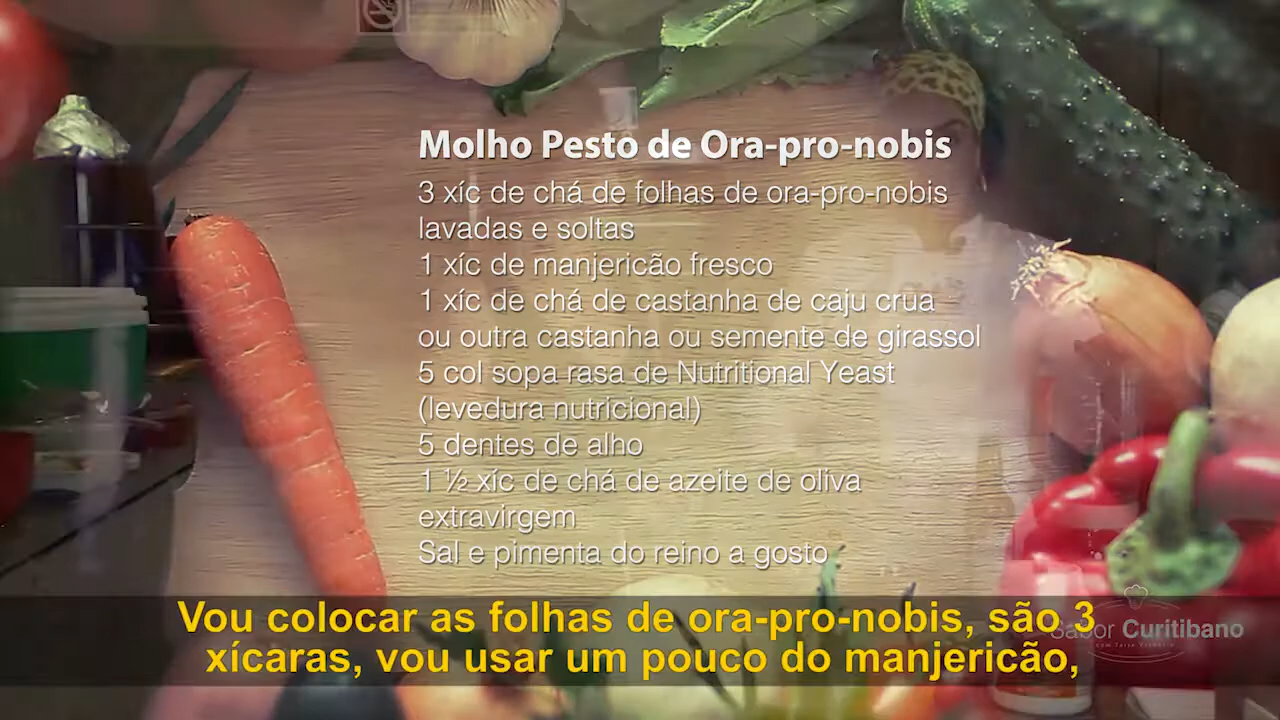 Molho Pesto de Ora-pro-nobis
3 xíc de chá de folhas de ora-pro-nobis
lavadas e soltas
1 xíc de manjericão fresco
1 xíc de chá de castanha de caju crua
ou outra castanha ou semente de girassol
5 col sopa rasa de Nutritional Yeast
(levedura nutricional)
5 dentes de alho
1 ½ xíc de chá de azeite de oliva
extravirgem
Sal e pimenta do reino a gosto
Vou colocar as folhas de ora-pro-nobis, são 3
xícaras, vou usar um pouco do manjericão,
Sabor Curitibano